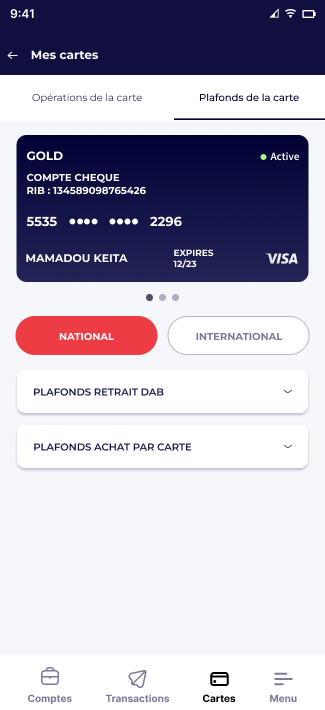 9:41
Mes cartes
Opérations de la carte
Plafonds de la carte
GOLD
Active
COMPTE CHEQUE
RIB : 134589098765426
5535 •••• •••• 2296
MAMADOU KEITA
EXPIRES
12/23
VISA
NATIONAL
INTERNATIONAL
PLAFONDS RETRAIT DAB
PLAFONDS ACHAT PAR CARTE
Comptes
Transactions
Cartes
Menu